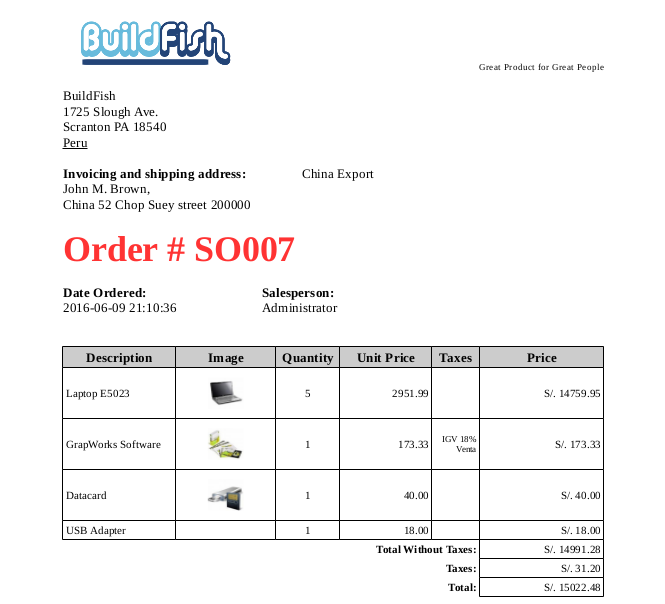 BuildFish
Great Product for Great People
BuildFish
1725 Slough Ave.
Scranton PA 18540
Peru
Invoicing and shipping address: China Export
John M. Brown,
China 52 Chop Suey street 200000
Order # SO007
Date Ordered: Salesperson:
2016-06-09 21:10:36 Administrator
Description Image Quantity Unit Price Taxes Price
Laptop E5023 5 2951.99 S/. 14759.95
GrapWorks Software 1 173.33 IGV 18% Venta S/. 173.33
Datacard 1 40.00 S/. 40.00
USB Adapter 1 18.00 S/. 18.00
Total Without Taxes: S/. 14991.28
Taxes: S/. 31.20
Total: S/. 15022.48